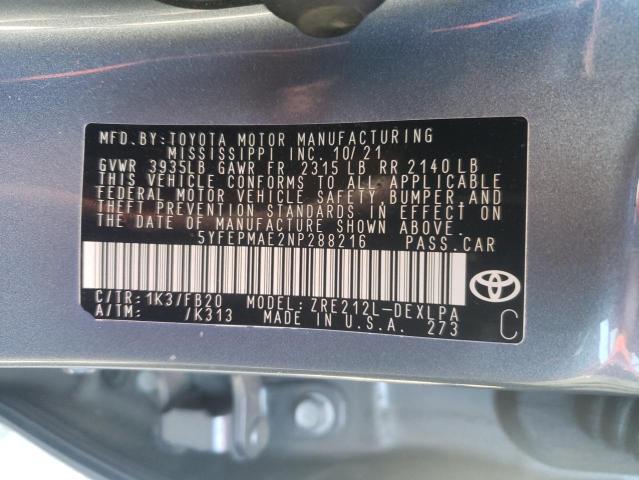 MFD.BY:TOYOTA MOTOR MANUFACTURING
MISSISSIPPI INC. 10/21
GVWR 3935LB GAWR FR 2315 LB RR 2140 LB
THIS VEHICLE CONFORMS TO ALL APPLICABLE
FEDERAL MOTOR VEHICLE SAFETY,BUMPER,AND
THEFT PREVENTION STANDARDS IN EFFECT ON
THE DATE OF MANUFACTURE SHOWN ABOVE.
5YFEPMAE2NP288216 PASS.CAR
C/TR: 1K3/FB20 MODEL: ZRE212L-DEXLPA
A/TM: /K313 MADE IN U.S.A. 273
C